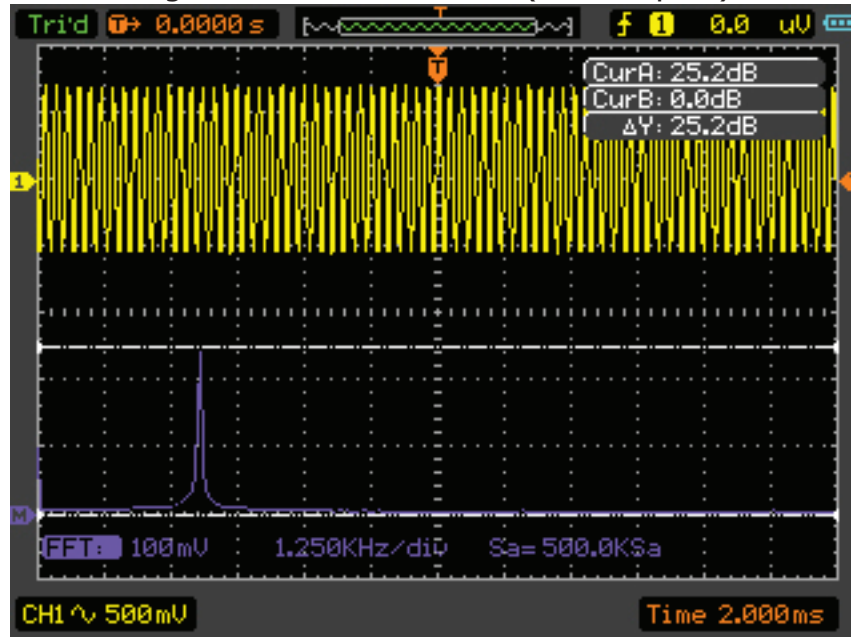 Tri'd T→ 0.0000 s T ƒ 1 0.0 uV
T
CurA: 25.2dB
CurB: 0.0dB
ΔY: 25.2dB
1
M
FFT: 100mV 1.250KHz/div Sa=500.0KSa
CH1∿ 500mV Time 2.000ms